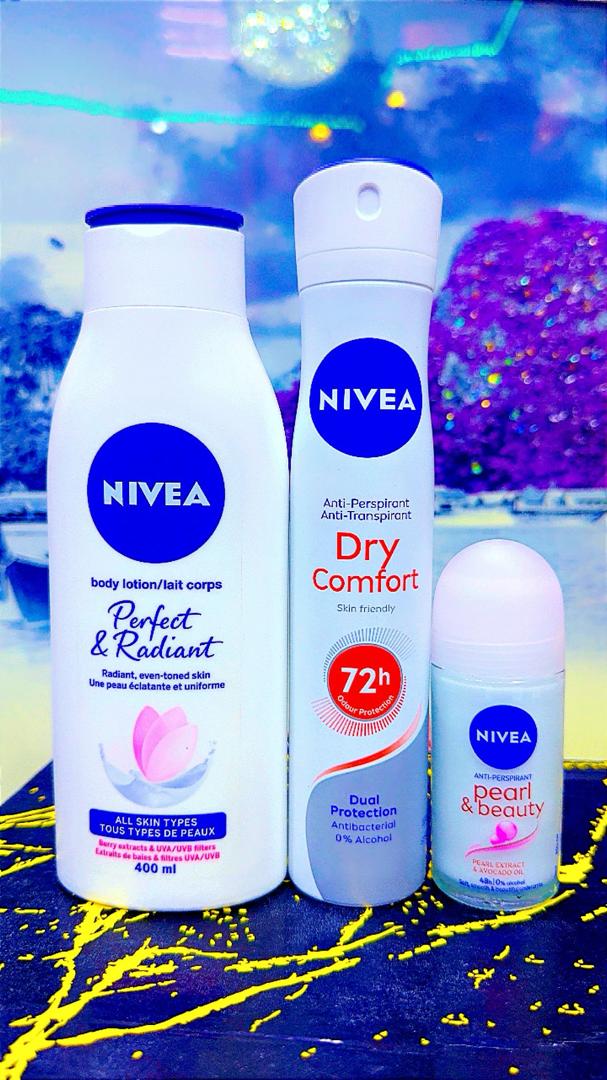 NIVEA
body lotion/lait corps
Perfect
& Radiant
Radiant, even-toned skin
Une peau éclatante et uniforme
ALL SKIN TYPES
TOUS TYPES DE PEAUX
Berry extracts & UVA/UVB filters
Extraits de baies & filtres UVA/UVB
400 ml
NIVEA
Anti-Perspirant
Anti-Transpirant
Dry
Comfort
Skin friendly
72h
Odour Protection
Dual
Protection
Antibacterial
0% Alcohol
NIVEA
ANTI-PERSPIRANT
pearl
& beauty
PEARL EXTRACT
& AVOCADO OIL
48h | 0% alcohol